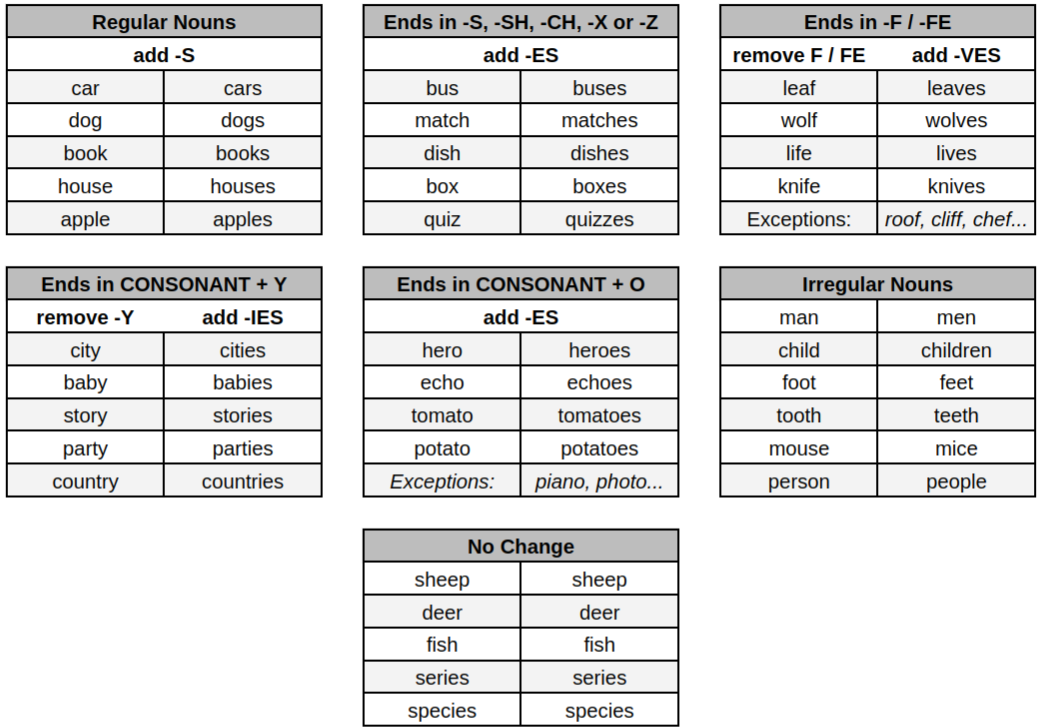 Regular Nouns
add -S
car cars
dog dogs
book books
house houses
apple apples
Ends in -S, -SH, -CH, -X or -Z
add -ES
bus buses
match matches
dish dishes
box boxes
quiz quizzes
Ends in -F / -FE
remove F / FE add -VES
leaf leaves
wolf wolves
life lives
knife knives
Exceptions: roof, cliff, chef...
Ends in CONSONANT + Y
remove -Y add -IES
city cities
baby babies
story stories
party parties
country countries
Ends in CONSONANT + O
add -ES
hero heroes
echo echoes
tomato tomatoes
potato potatoes
Exceptions: piano, photo...
Irregular Nouns
man men
child children
foot feet
tooth teeth
mouse mice
person people
No Change
sheep sheep
deer deer
fish fish
series series
species species